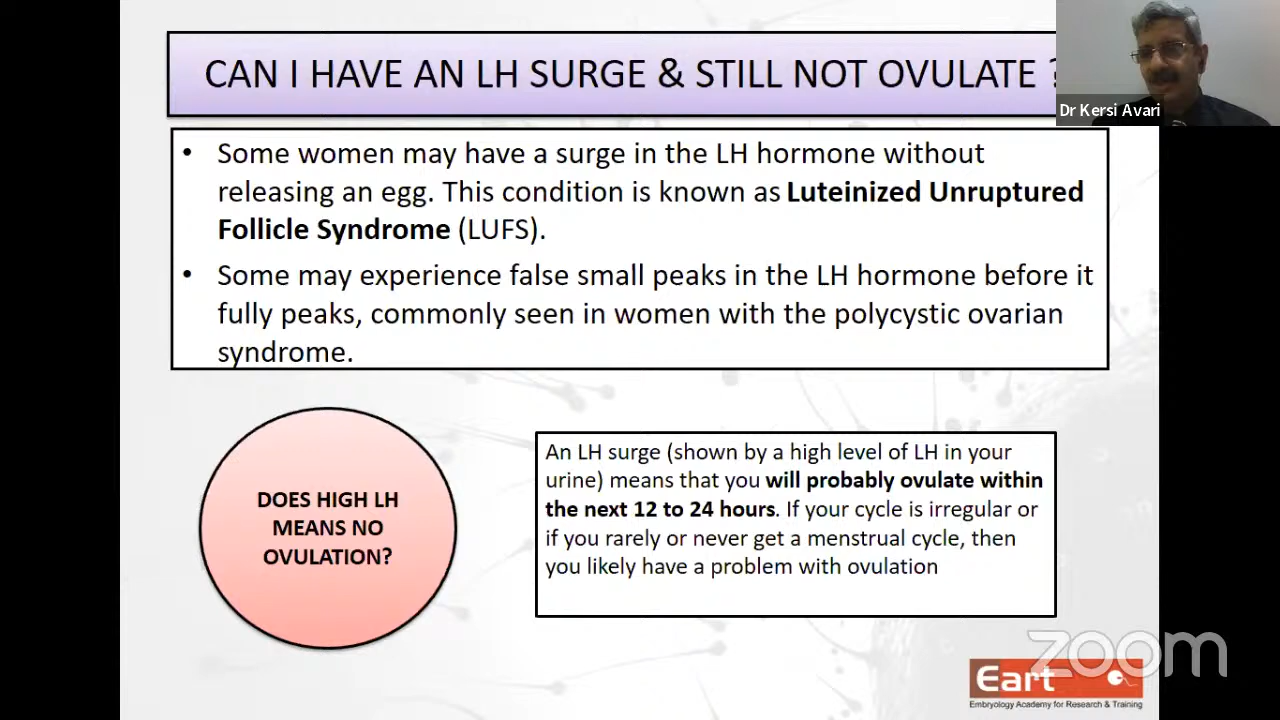 CAN I HAVE AN LH SURGE & STILL NOT OVULATE ?
Dr Kersi Avari
• Some women may have a surge in the LH hormone without
releasing an egg. This condition is known as Luteinized Unruptured
Follicle Syndrome (LUFS).
• Some may experience false small peaks in the LH hormone before it
fully peaks, commonly seen in women with the polycystic ovarian
syndrome.
DOES HIGH LH
MEANS NO
OVULATION?
An LH surge (shown by a high level of LH in your
urine) means that you will probably ovulate within
the next 12 to 24 hours. If your cycle is irregular or
if you rarely or never get a menstrual cycle, then
you likely have a problem with ovulation
zoom
Eart
Embryology Academy for Research & Training